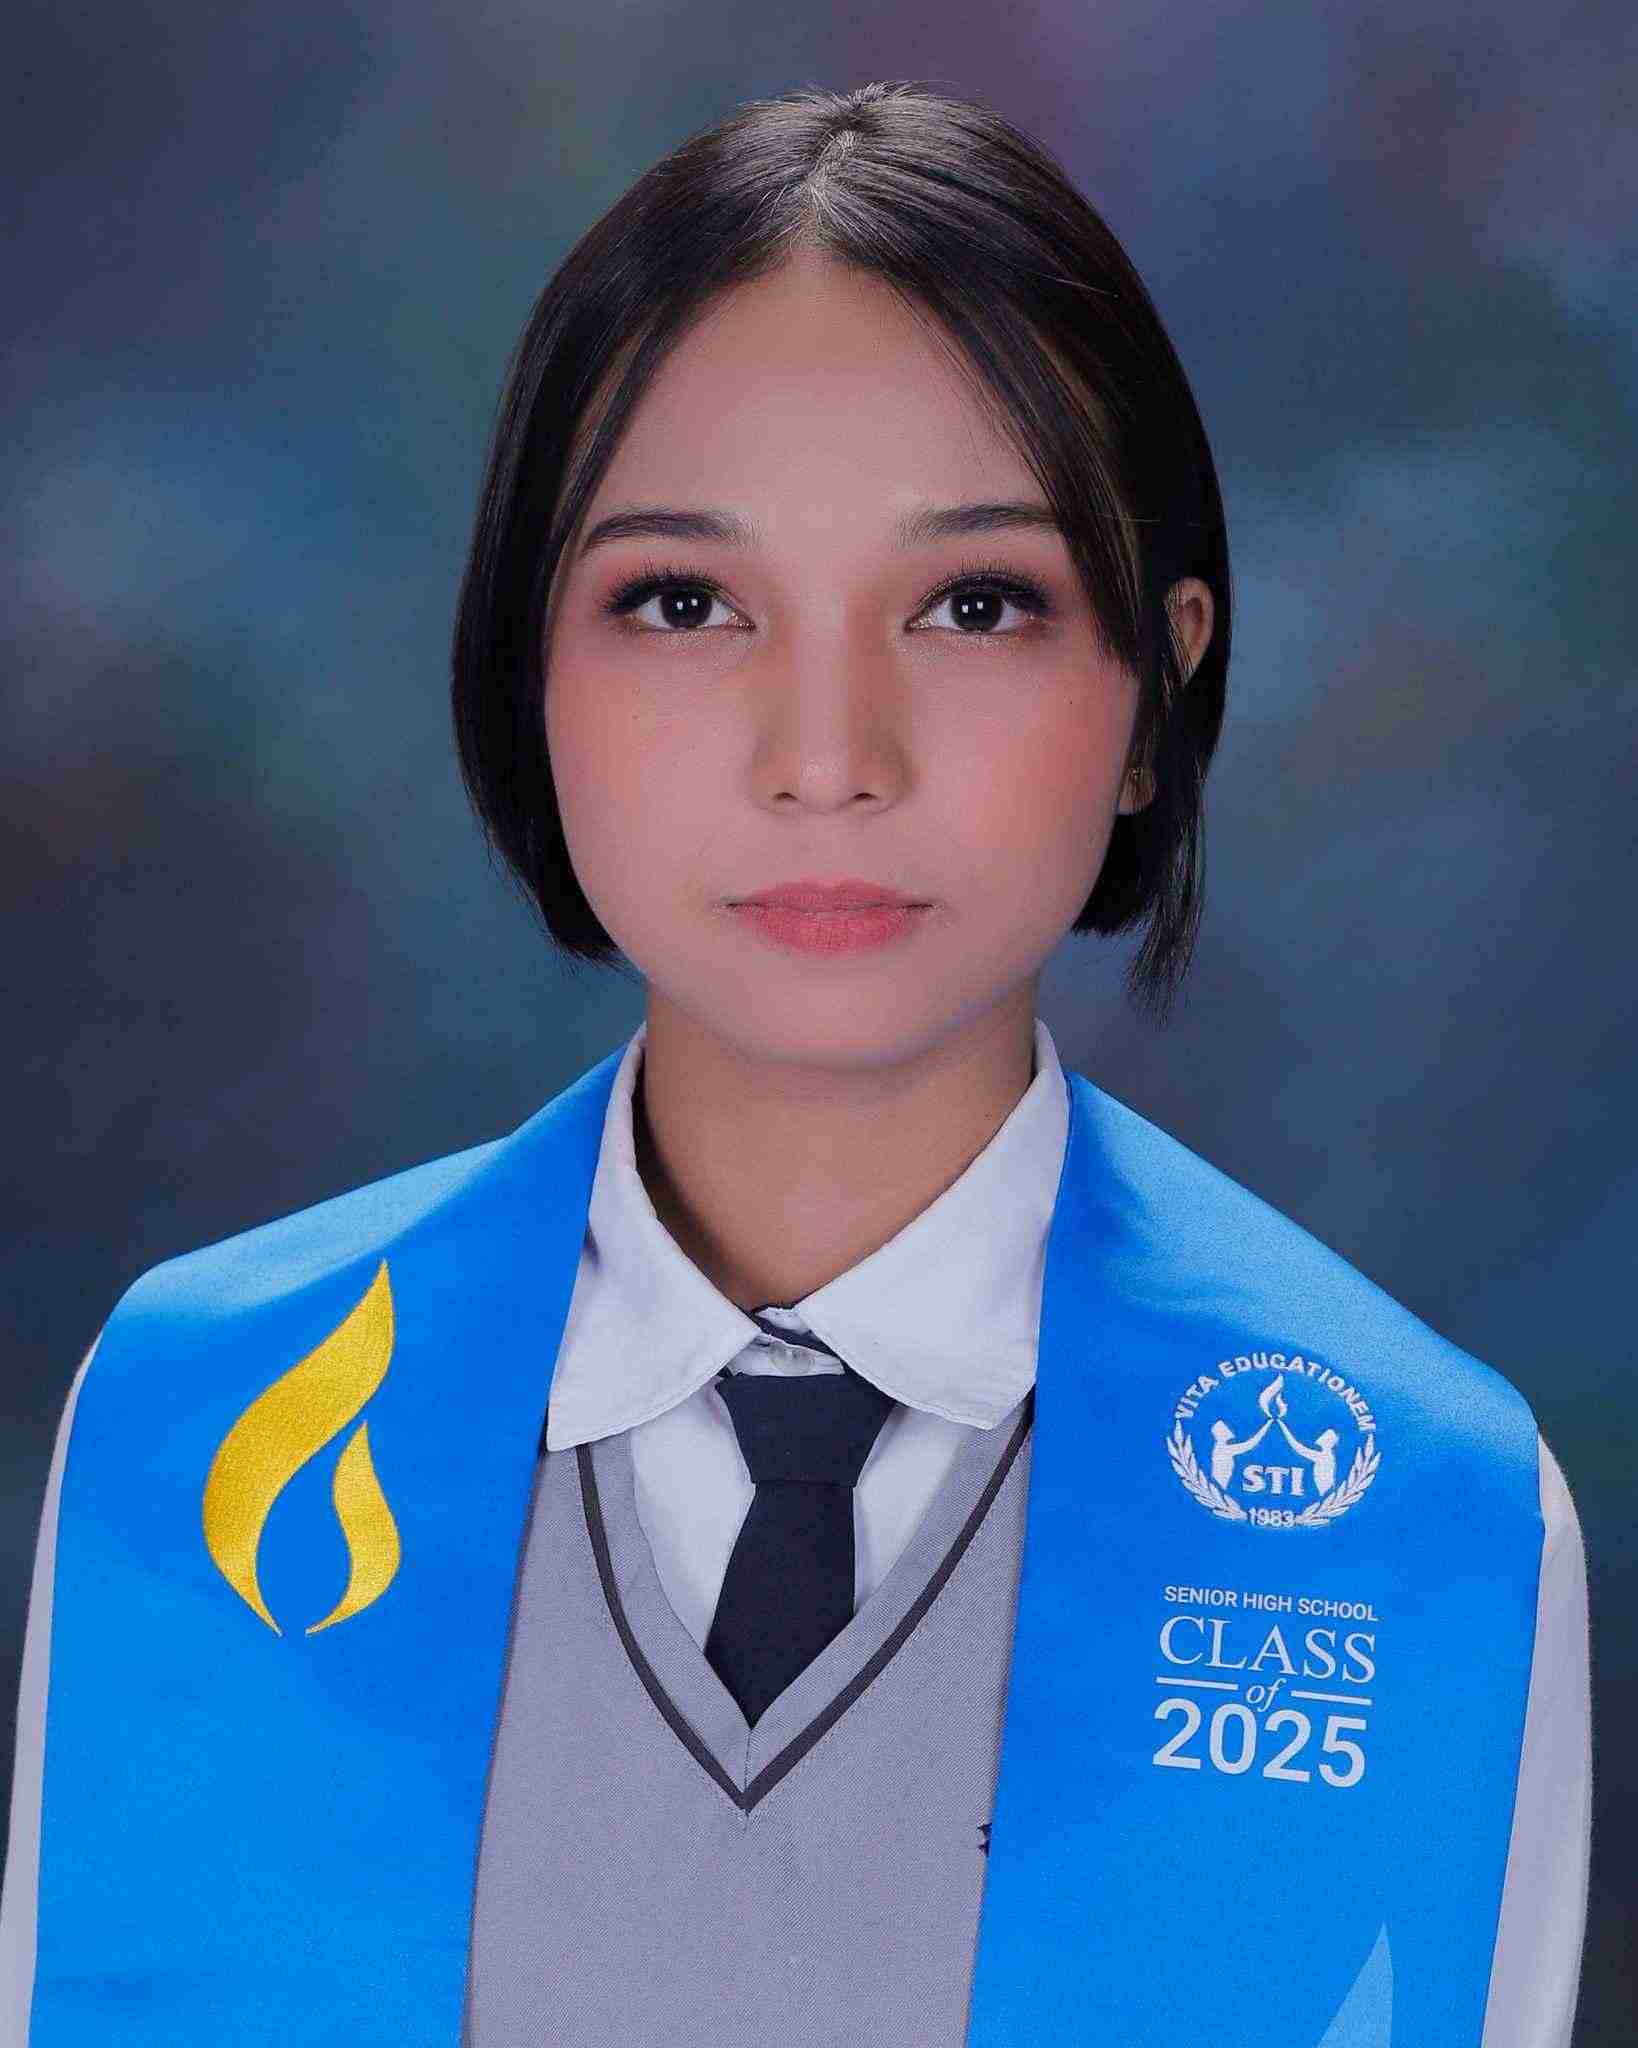 VITA EDUCATIONEM
STI
1983
SENIOR HIGH SCHOOL
CLASS
of
2025